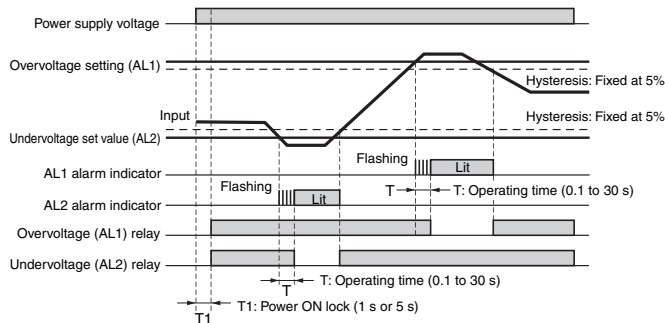 Power supply voltage
Overvoltage setting (AL1)
Hysteresis: Fixed at 5%
Input
Hysteresis: Fixed at 5%
Undervoltage set value (AL2)
Flashing
Lit
AL1 alarm indicator
T
T: Operating time (0.1 to 30 s)
Flashing
Lit
AL2 alarm indicator
Overvoltage (AL1) relay
Undervoltage (AL2) relay
T
T: Operating time (0.1 to 30 s)
T1
T1: Power ON lock (1 s or 5 s)